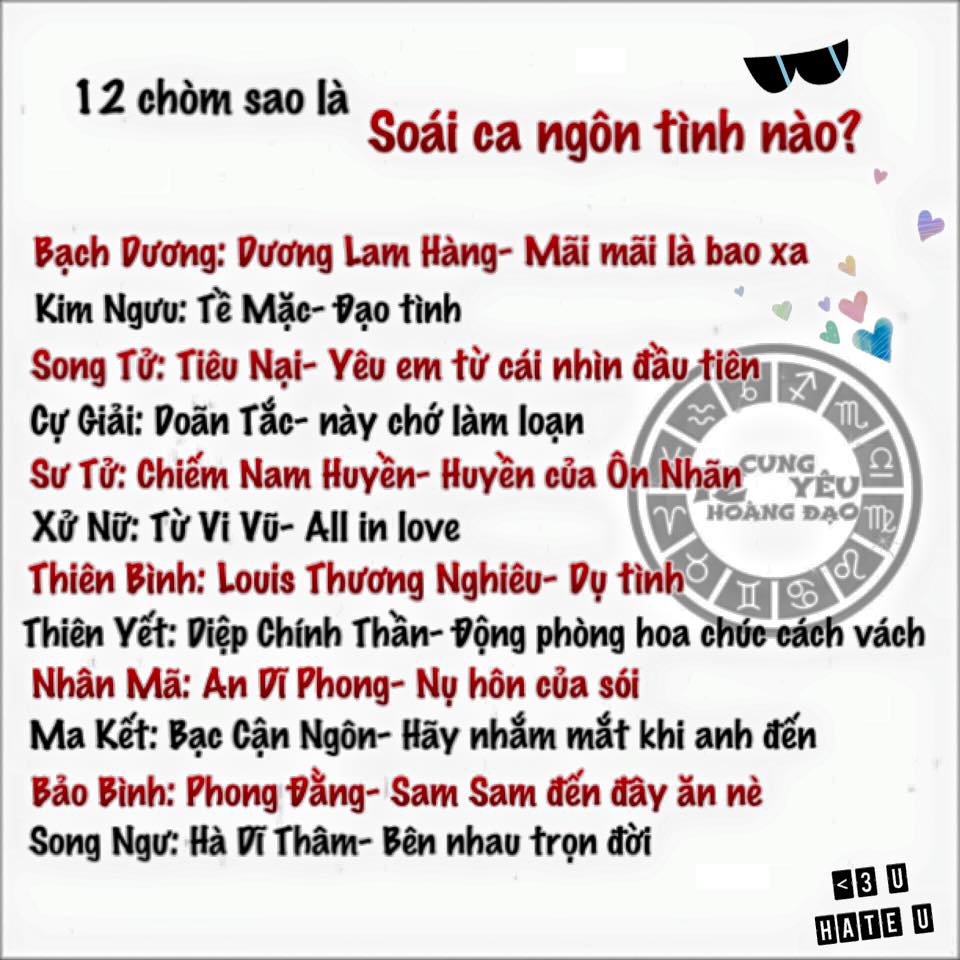 12 chòm sao là
Soái ca ngôn tình nào?
Bạch Dương: Dương Lam Hàng- Mãi mãi là bao xa
Kim Ngưu: Tề Mặc- Đạo tình
Song Tử: Tiêu Nại- Yêu em từ cái nhìn đầu tiên
Cự Giải: Doãn Tắc- này chớ làm loạn
Sư Tử: Chiếm Nam Huyền- Huyền của Ôn Nhãn
Xử Nữ: Từ Vi Vũ- All in love
Thiên Bình: Louis Thương Nghiêu- Dụ tình
Thiên Yết: Diệp Chính Thần- Động phòng hoa chúc cách vách
Nhân Mã: An Dĩ Phong- Nụ hôn của sói
Ma Kết: Bạc Cận Ngôn- Hãy nhắm mắt khi anh đến
Bảo Bình: Phong Đằng- Sam Sam đến đây ăn nè
Song Ngư: Hà Dĩ Thâm- Bên nhau trọn đời
12 CUNG YÊU
HOÀNG ĐẠO
<3 U
HATE U